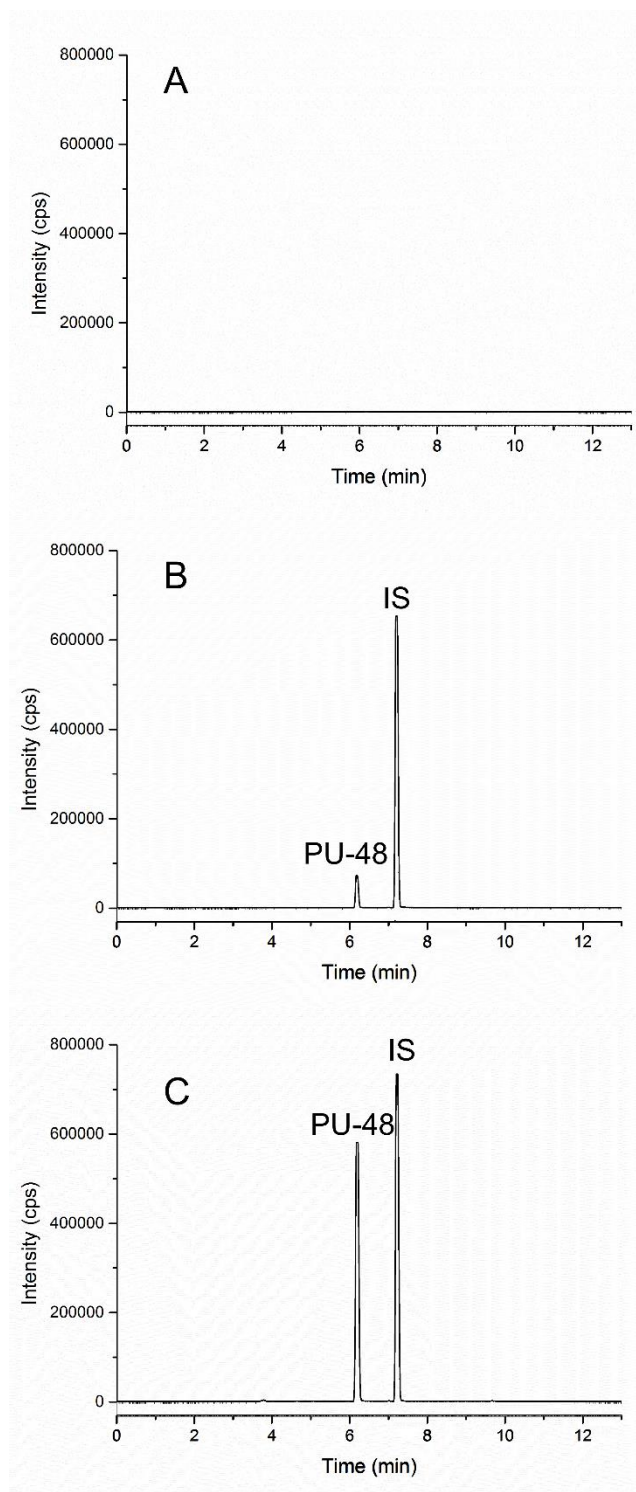 800000
A
600000
Intensity (cps)
400000
200000
0
0 2 4 6 8 10 12
Time (min)
800000
B
IS
600000
Intensity (cps)
400000
200000
PU-48
0
0 2 4 6 8 10 12
Time (min)
800000
IS
C
PU-48
600000
Intensity (cps)
400000
200000
0
0 2 4 6 8 10 12
Time (min)